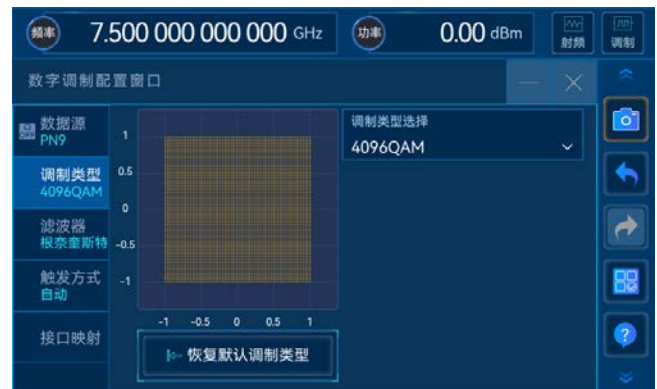 频率 7.500 000 000 000 GHz 功率 0.00 dBm 射频 调制
数字调制配置窗口
数据源
PN9
调制类型
4096QAM
滤波器
根奈奎斯特
触发方式
自动
接口映射
1
0.5
0
-0.5
-1
-1 -0.5 0 0.5 1
恢复默认调制类型
调制类型选择
4096QAM